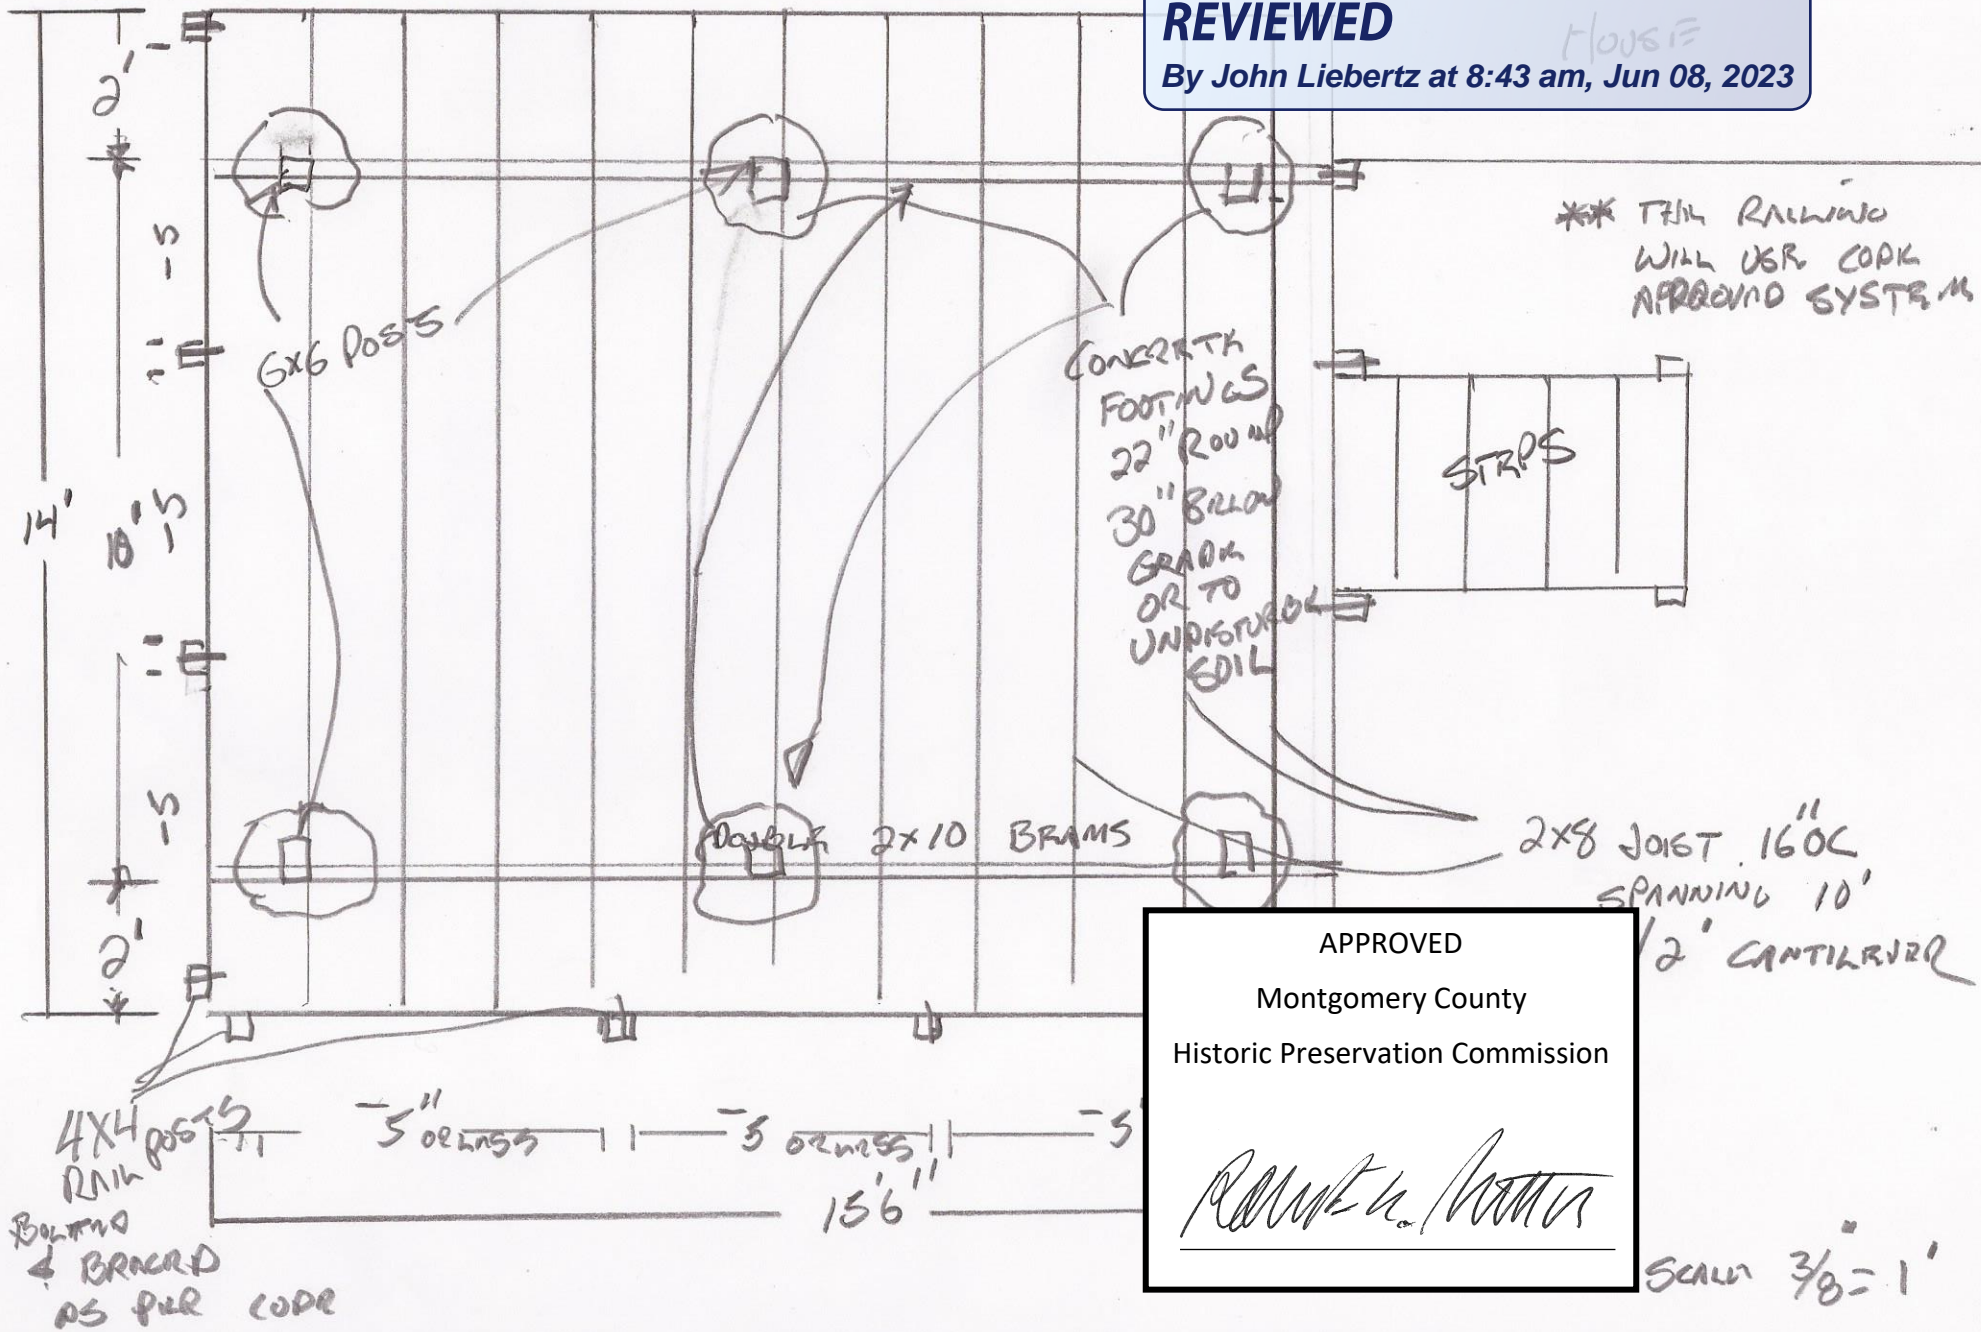 REVIEWED
By John Liebertz at 8:43 am, Jun 08, 2023
HOUSE
2'
14'
10'
2'
-5
-5
-5
6X6 POSTS
** THIS RAILING
WILL USE CODE
APPROVED SYSTEMS
CONCRETE
FOOTINGS
22" ROUND
30" BELOW
GRADE
OR TO
UNDISTURBED
SOIL
STEPS
DOUBLE 2X10 BEAMS
2X8 JOIST 16"OC
SPANNING 10'
/2' CANTILEVER
4X4 POSTS
RAIL
BOLTED
& BRACED
AS PER CODE
-5" OR LESS
-5 OR LESS
-5'
15'6"
APPROVED
Montgomery County
Historic Preservation Commission
SCALE 3/8"=1'